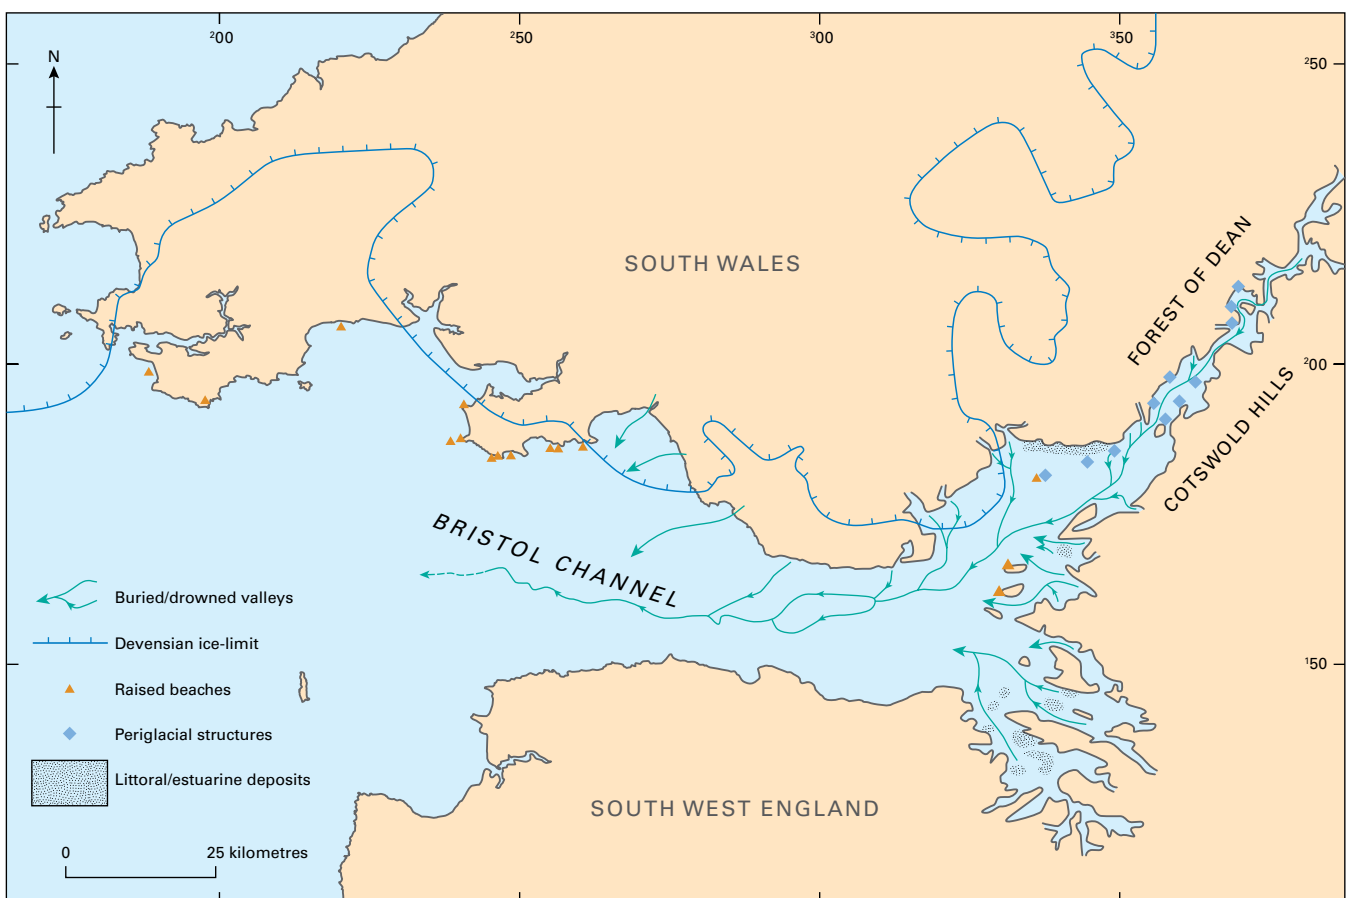 200
250
300
350
N
250
SOUTH WALES
FOREST OF DEAN
200
COTSWOLD HILLS
BRISTOL CHANNEL
Buried/drowned valleys
Devensian ice-limit
150
Raised beaches
Periglacial structures
Littoral/estuarine deposits
SOUTH WEST ENGLAND
0
25 kilometres